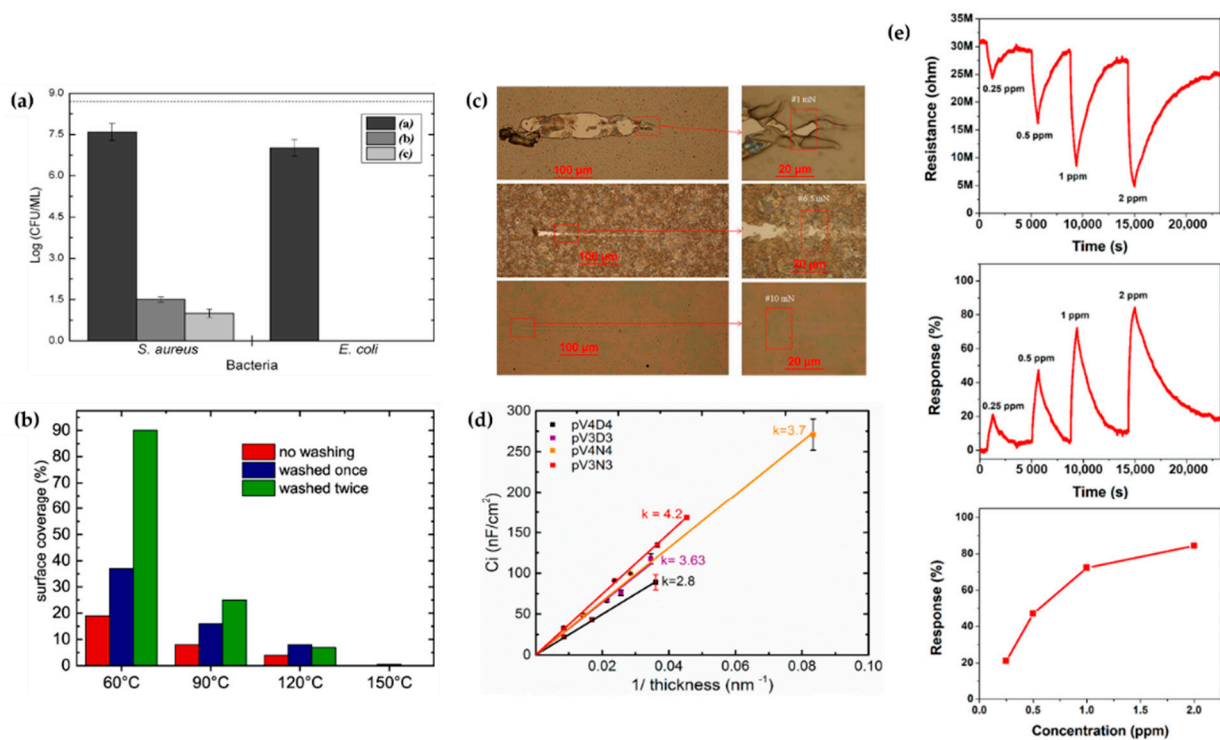 (a)
9.0
7.5
6.0
4.5
3.0
1.5
0.0
Log (CFU/ML)
(a)
(b)
(c)
S. aureus
E. coli
Bacteria
(b)
90
80
70
60
50
40
30
20
10
0
surface coverage (%)
no washing
washed once
washed twice
60°C
90°C
120°C
150°C
(c)
100 µm
#1 mN
20 µm
100 µm
#6.5 mN
20 µm
100 µm
#10 mN
20 µm
(d)
300
250
200
150
100
50
0
Ci (nF/cm²)
pV4D4
pV3D3
pV4N4
pV3N3
k=3.7
k = 4.2
k= 3.63
k=2.8
0.02
0.04
0.06
0.08
0.10
1/ thickness (nm⁻¹)
(e)
35M
30M
25M
20M
15M
10M
5M
0
Resistance (ohm)
0.25 ppm
0.5 ppm
1 ppm
2 ppm
0
5 000
10,000
15,000
20,000
Time (s)
100
80
60
40
20
0
Response (%)
0.25 ppm
0.5 ppm
1 ppm
2 ppm
0
5,000
10,000
15,000
20,000
Time (s)
100
80
60
40
20
0
Response (%)
0.0
0.5
1.0
1.5
2.0
Concentration (ppm)